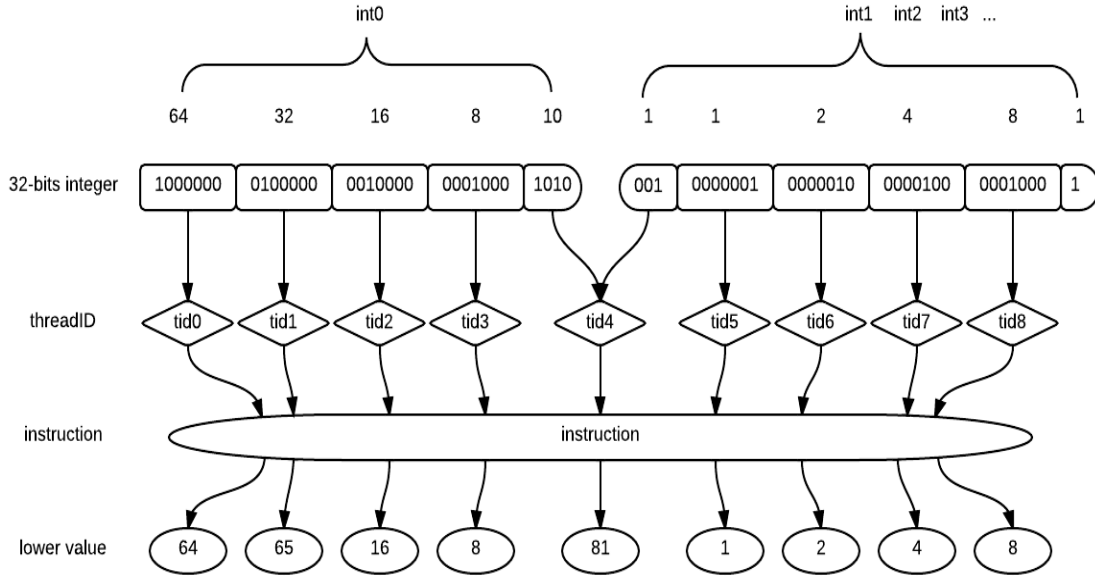 int0 int1 int2 int3 ...
64 32 16 8 10 1 1 2 4 8 1
32-bits integer 1000000 0100000 0010000 0001000 1010 001 0000001 0000010 0000100 0001000 1
threadID tid0 tid1 tid2 tid3 tid4 tid5 tid6 tid7 tid8
instruction instruction
lower value 64 65 16 8 81 1 2 4 8